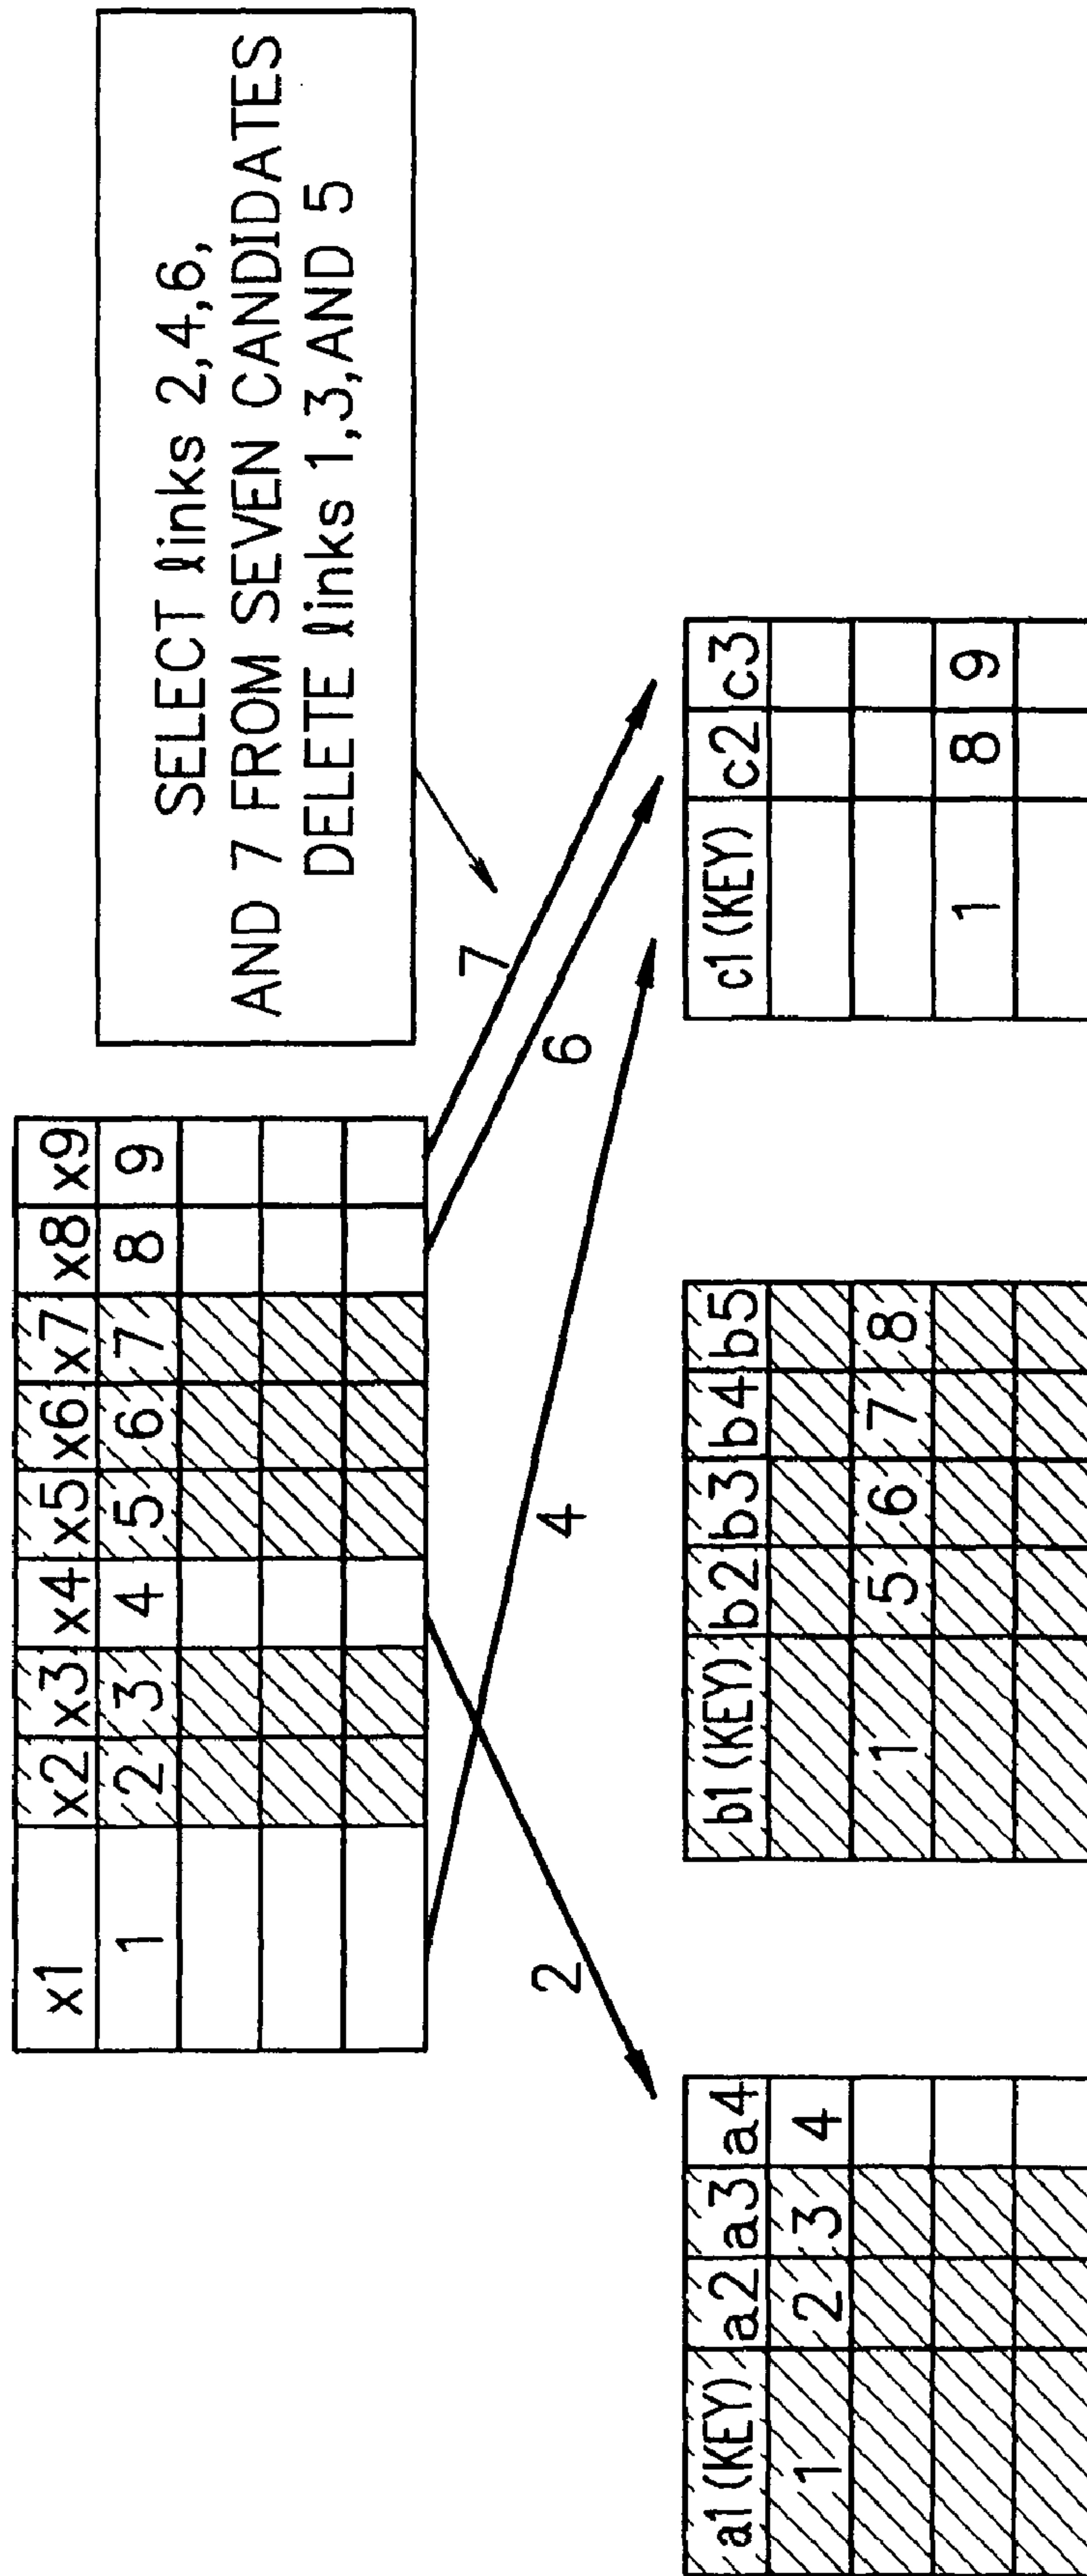 x1 x2 x3 x4 x5 x6 x7 x8 x9
1 2 3 4 5 6 7 8 9
SELECT links 2,4,6,
AND 7 FROM SEVEN CANDIDATES
DELETE links 1,3,AND 5
2
4
6
7
a1 (KEY) a2 a3 a4
1 2 3 4
b1 (KEY) b2 b3 b4 b5
1 5 6 7 8
c1 (KEY) c2 c3
1 8 9